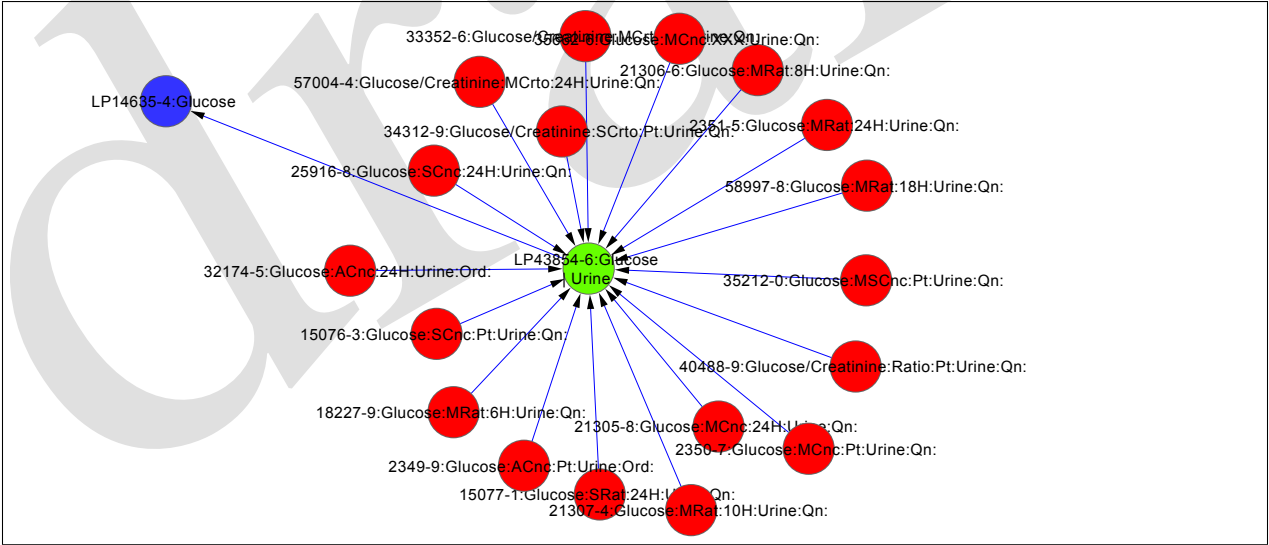 33352-6:Glucose/Creatinine:MCrto:
ine:Qn:
Glucose:MCnc:XXX:Urine:Qn:
21306-6:Glucose:MRat:8H:Urine:Qn:
57004-4:Glucose/Creatinine:MCrto:24H:Urine:Qn:
LP14635-4:Glucose
34312-9:Glucose/Creatinine:SCrto:Pt:Urine:Qn:
2351-5:Glucose:MRat:24H:Urine:Qn:
25916-8:Glucose:SCnc:24H:Urine:Qn:
58997-8:Glucose:MRat:18H:Urine:Qn:
LP43854-6:Glucose
| Urine
32174-5:Glucose:ACnc:24H:Urine:Ord:
35212-0:Glucose:MSCnc:Pt:Urine:Qn:
15076-3:Glucose:SCnc:Pt:Urine:Qn:
40488-9:Glucose/Creatinine:Ratio:Pt:Urine:Qn:
18227-9:Glucose:MRat:6H:Urine:Qn:
21305-8:Glucose:MCnc:24H:Urine:Qn:
2350-7:Glucose:MCnc:Pt:Urine:Qn:
2349-9:Glucose:ACnc:Pt:Urine:Ord:
15077-1:Glucose:SRat:24H:Urine:Qn:
21307-4:Glucose:MRat:10H:Urine:Qn: